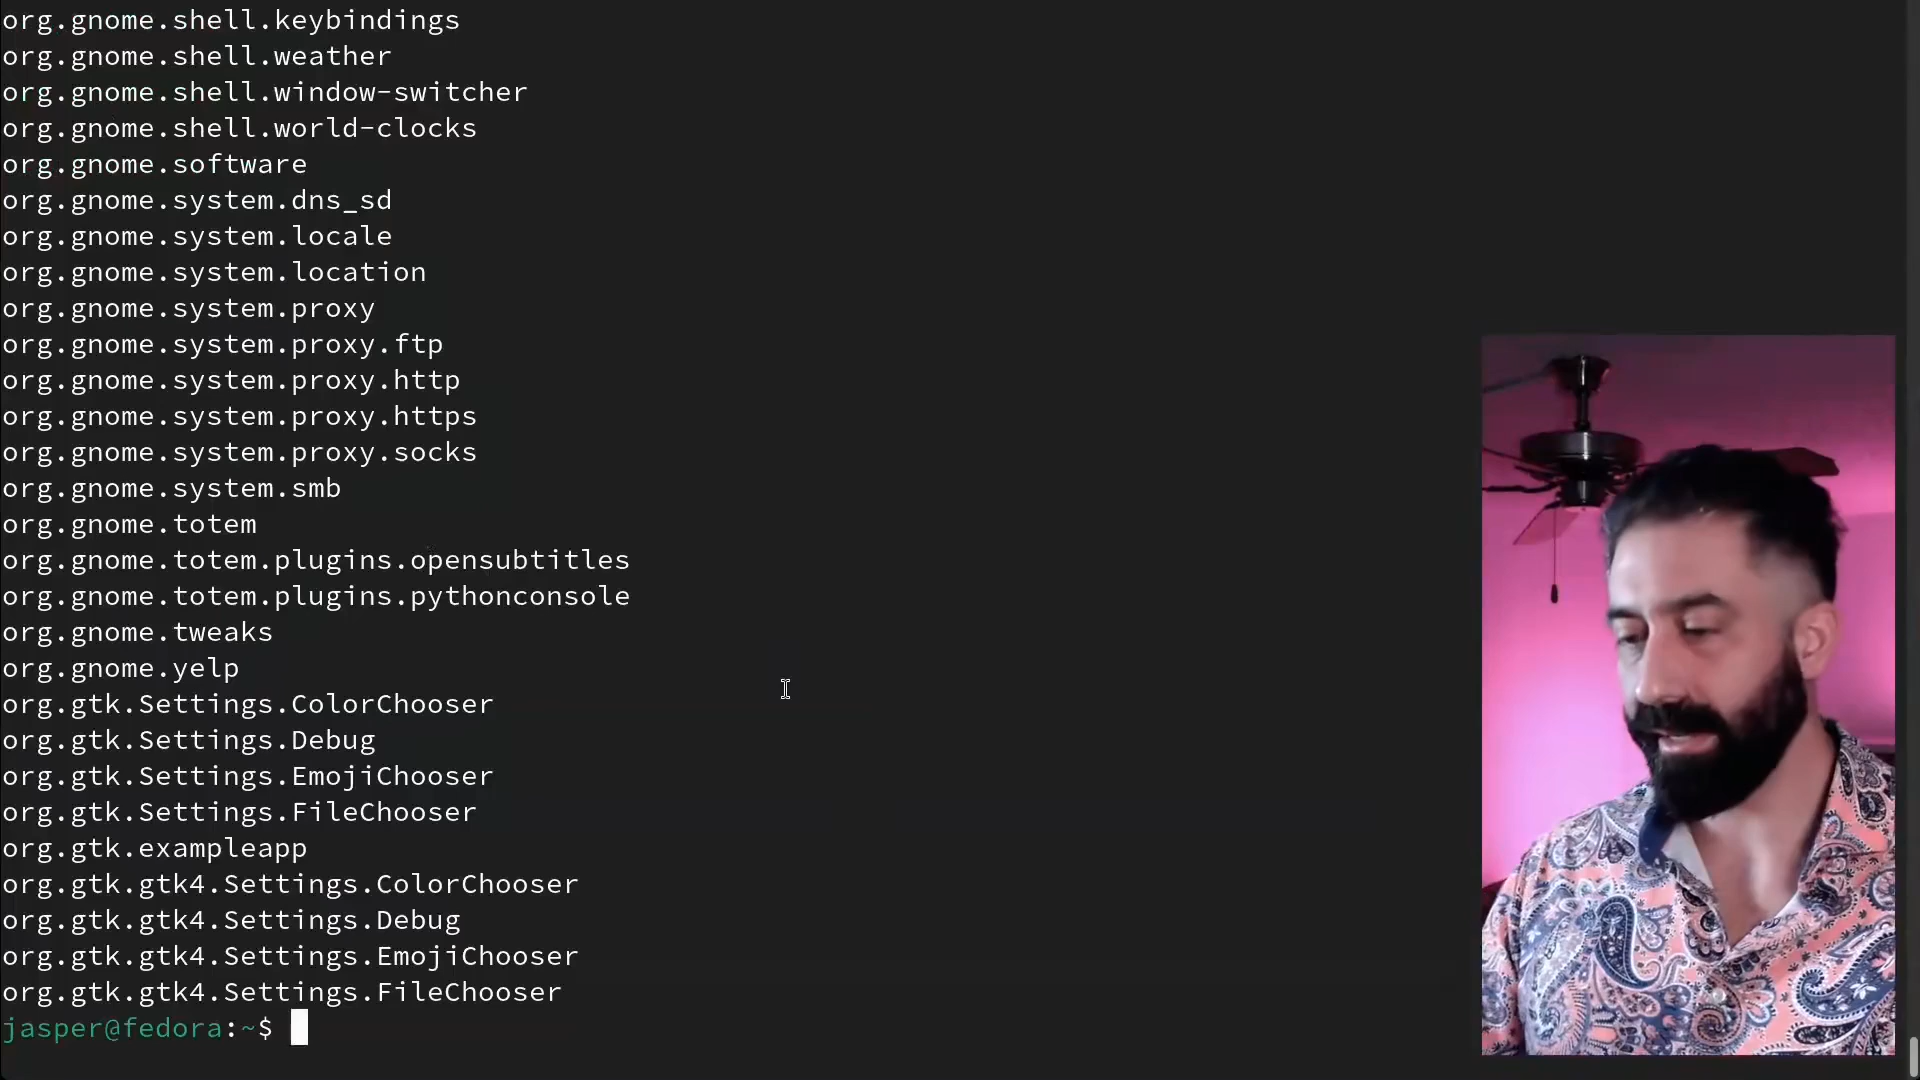 org.gnome.shell.keybindings
org.gnome.shell.weather
org.gnome.shell.window-switcher
org.gnome.shell.world-clocks
org.gnome.software
org.gnome.system.dns_sd
org.gnome.system.locale
org.gnome.system.location
org.gnome.system.proxy
org.gnome.system.proxy.ftp
org.gnome.system.proxy.http
org.gnome.system.proxy.https
org.gnome.system.proxy.socks
org.gnome.system.smb
org.gnome.totem
org.gnome.totem.plugins.opensubtitles
org.gnome.totem.plugins.pythonconsole
org.gnome.tweaks
org.gnome.yelp
org.gtk.Settings.ColorChooser
org.gtk.Settings.Debug
org.gtk.Settings.EmojiChooser
org.gtk.Settings.FileChooser
org.gtk.exampleapp
org.gtk.gtk4.Settings.ColorChooser
org.gtk.gtk4.Settings.Debug
org.gtk.gtk4.Settings.EmojiChooser
org.gtk.gtk4.Settings.FileChooser
jasper@fedora:~$